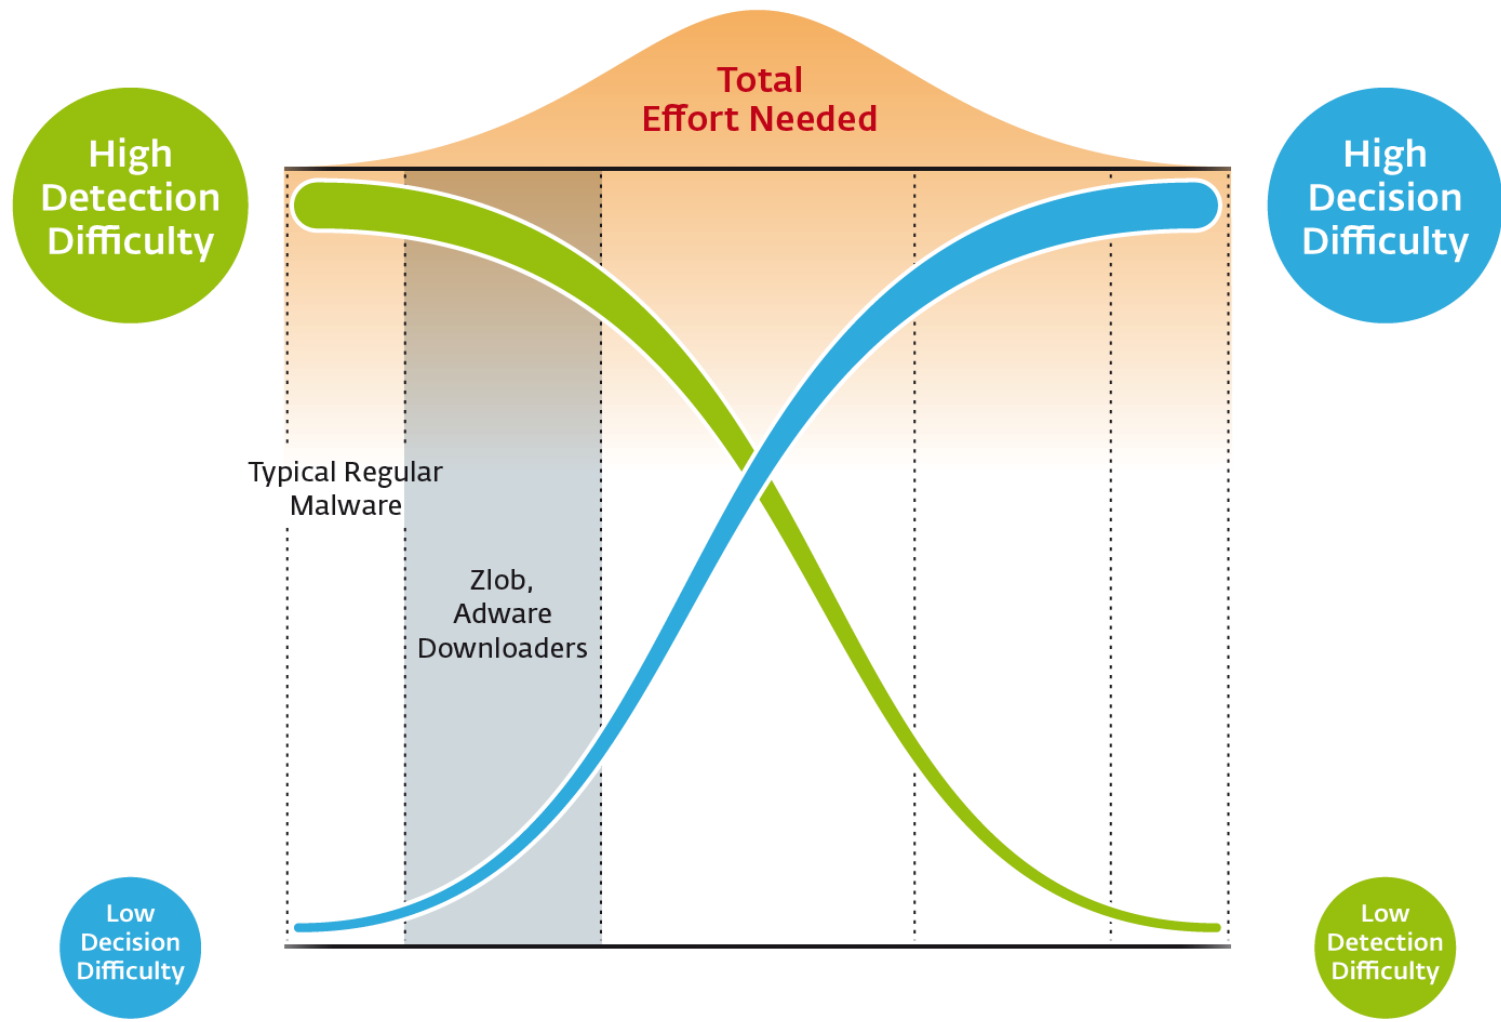 Total
Effort Needed
High
Detection
Difficulty
High
Decision
Difficulty
Typical Regular
Malware
Zlob,
Adware
Downloaders
Low
Decision
Difficulty
Low
Detection
Difficulty